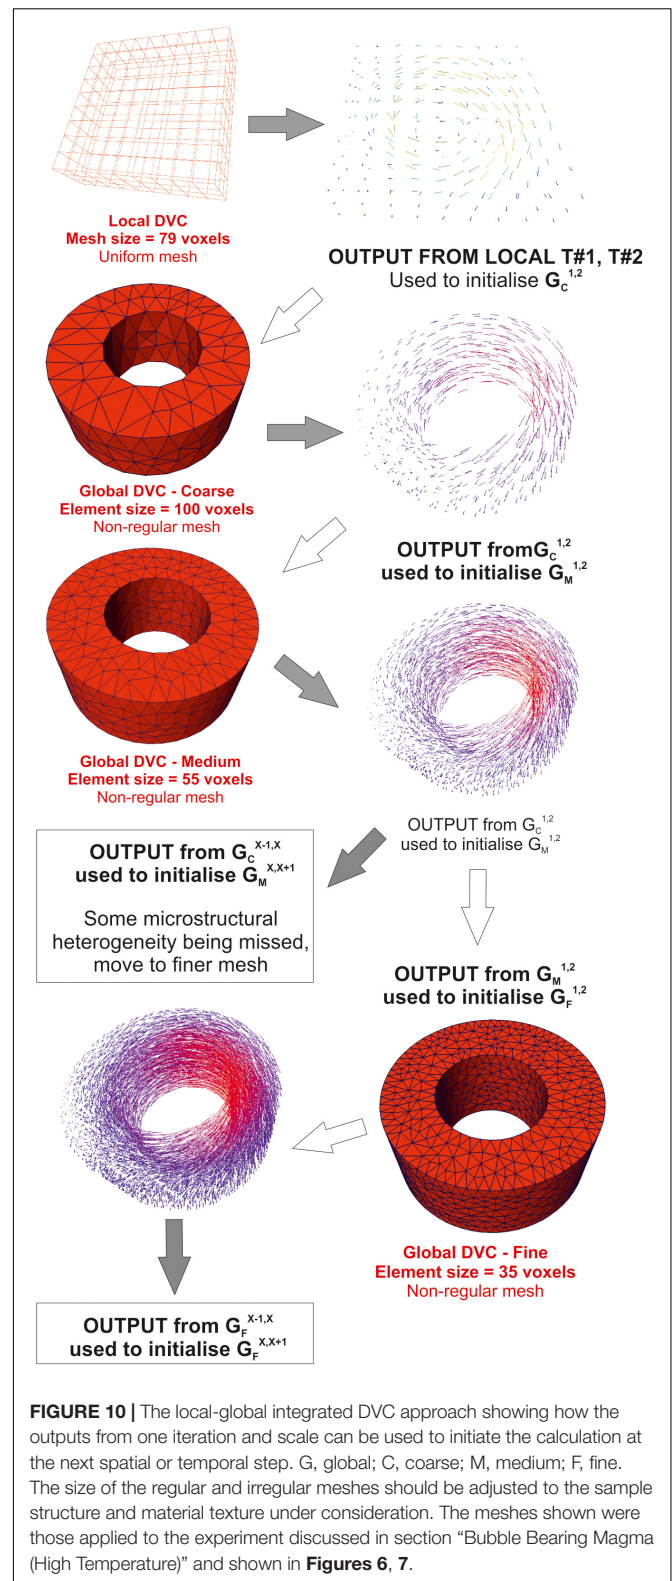 Local DVC
Mesh size = 79 voxels
Uniform mesh
OUTPUT FROM LOCAL T#1, T#2
Used to initialise G_C^1,2
Global DVC - Coarse
Element size = 100 voxels
Non-regular mesh
OUTPUT fromG_C^1,2
used to initialise G_M^1,2
Global DVC - Medium
Element size = 55 voxels
Non-regular mesh
OUTPUT from G_C^1,2
used to initialise G_M^1,2
OUTPUT from G_C^X-1,X
used to initialise G_M^X,X+1
Some microstructural
heterogeneity being missed,
move to finer mesh
OUTPUT from G_M^1,2
used to initialise G_F^1,2
Global DVC - Fine
Element size = 35 voxels
Non-regular mesh
OUTPUT from G_F^X-1,X
used to initialise G_F^X,X+1
FIGURE 10 | The local-global integrated DVC approach showing how the
outputs from one iteration and scale can be used to initiate the calculation at
the next spatial or temporal step. G, global; C, coarse; M, medium; F, fine.
The size of the regular and irregular meshes should be adjusted to the sample
structure and material texture under consideration. The meshes shown were
those applied to the experiment discussed in section “Bubble Bearing Magma
(High Temperature)” and shown in Figures 6, 7.